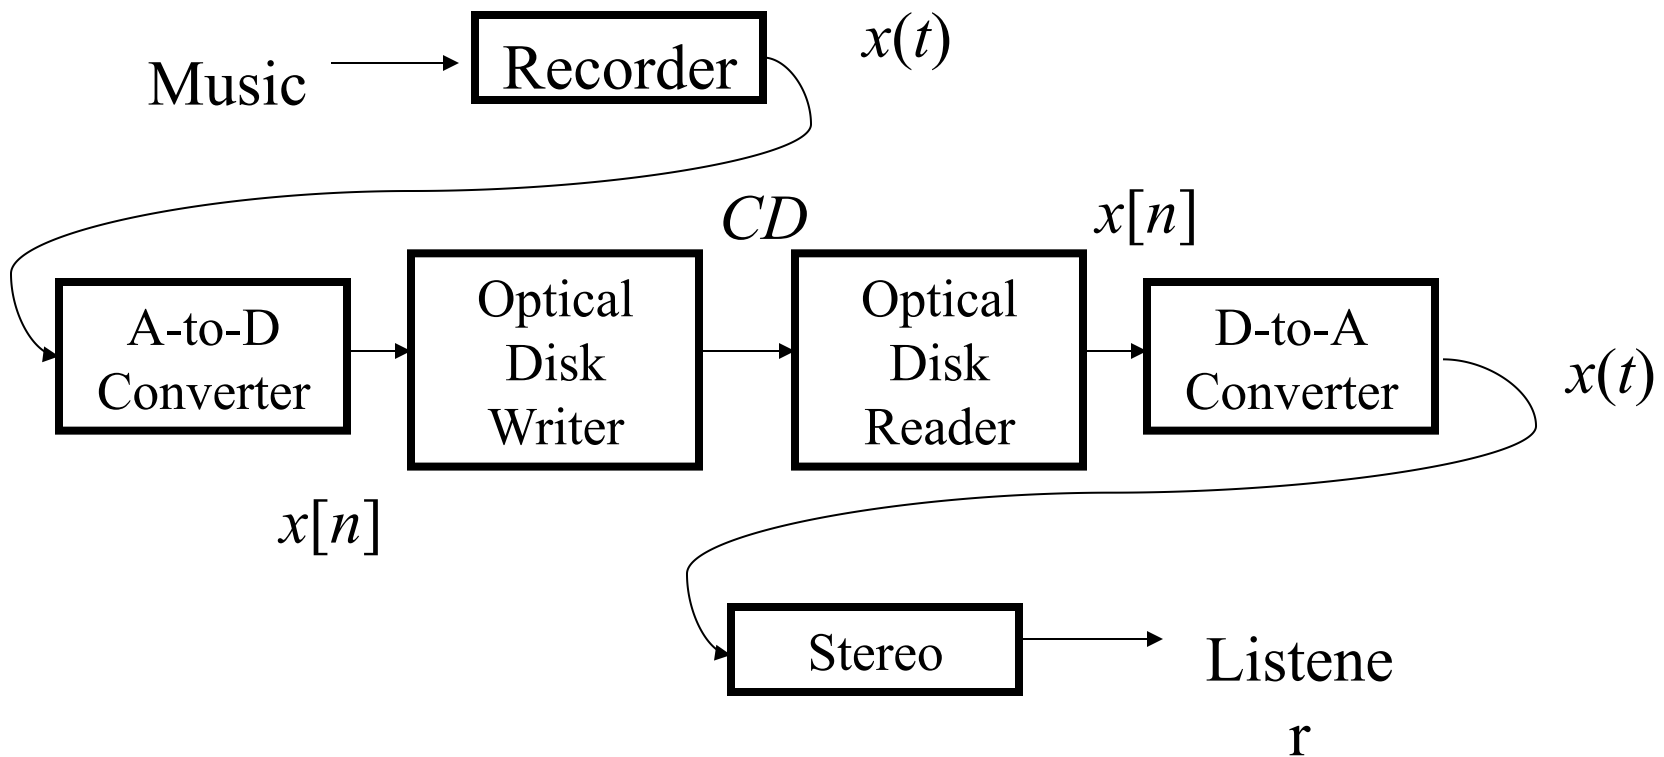 Music
Recorder
x(t)
CD
x[n]
A-to-D
Converter
Optical
Disk
Writer
Optical
Disk
Reader
D-to-A
Converter
x(t)
x[n]
Stereo
Listene
r